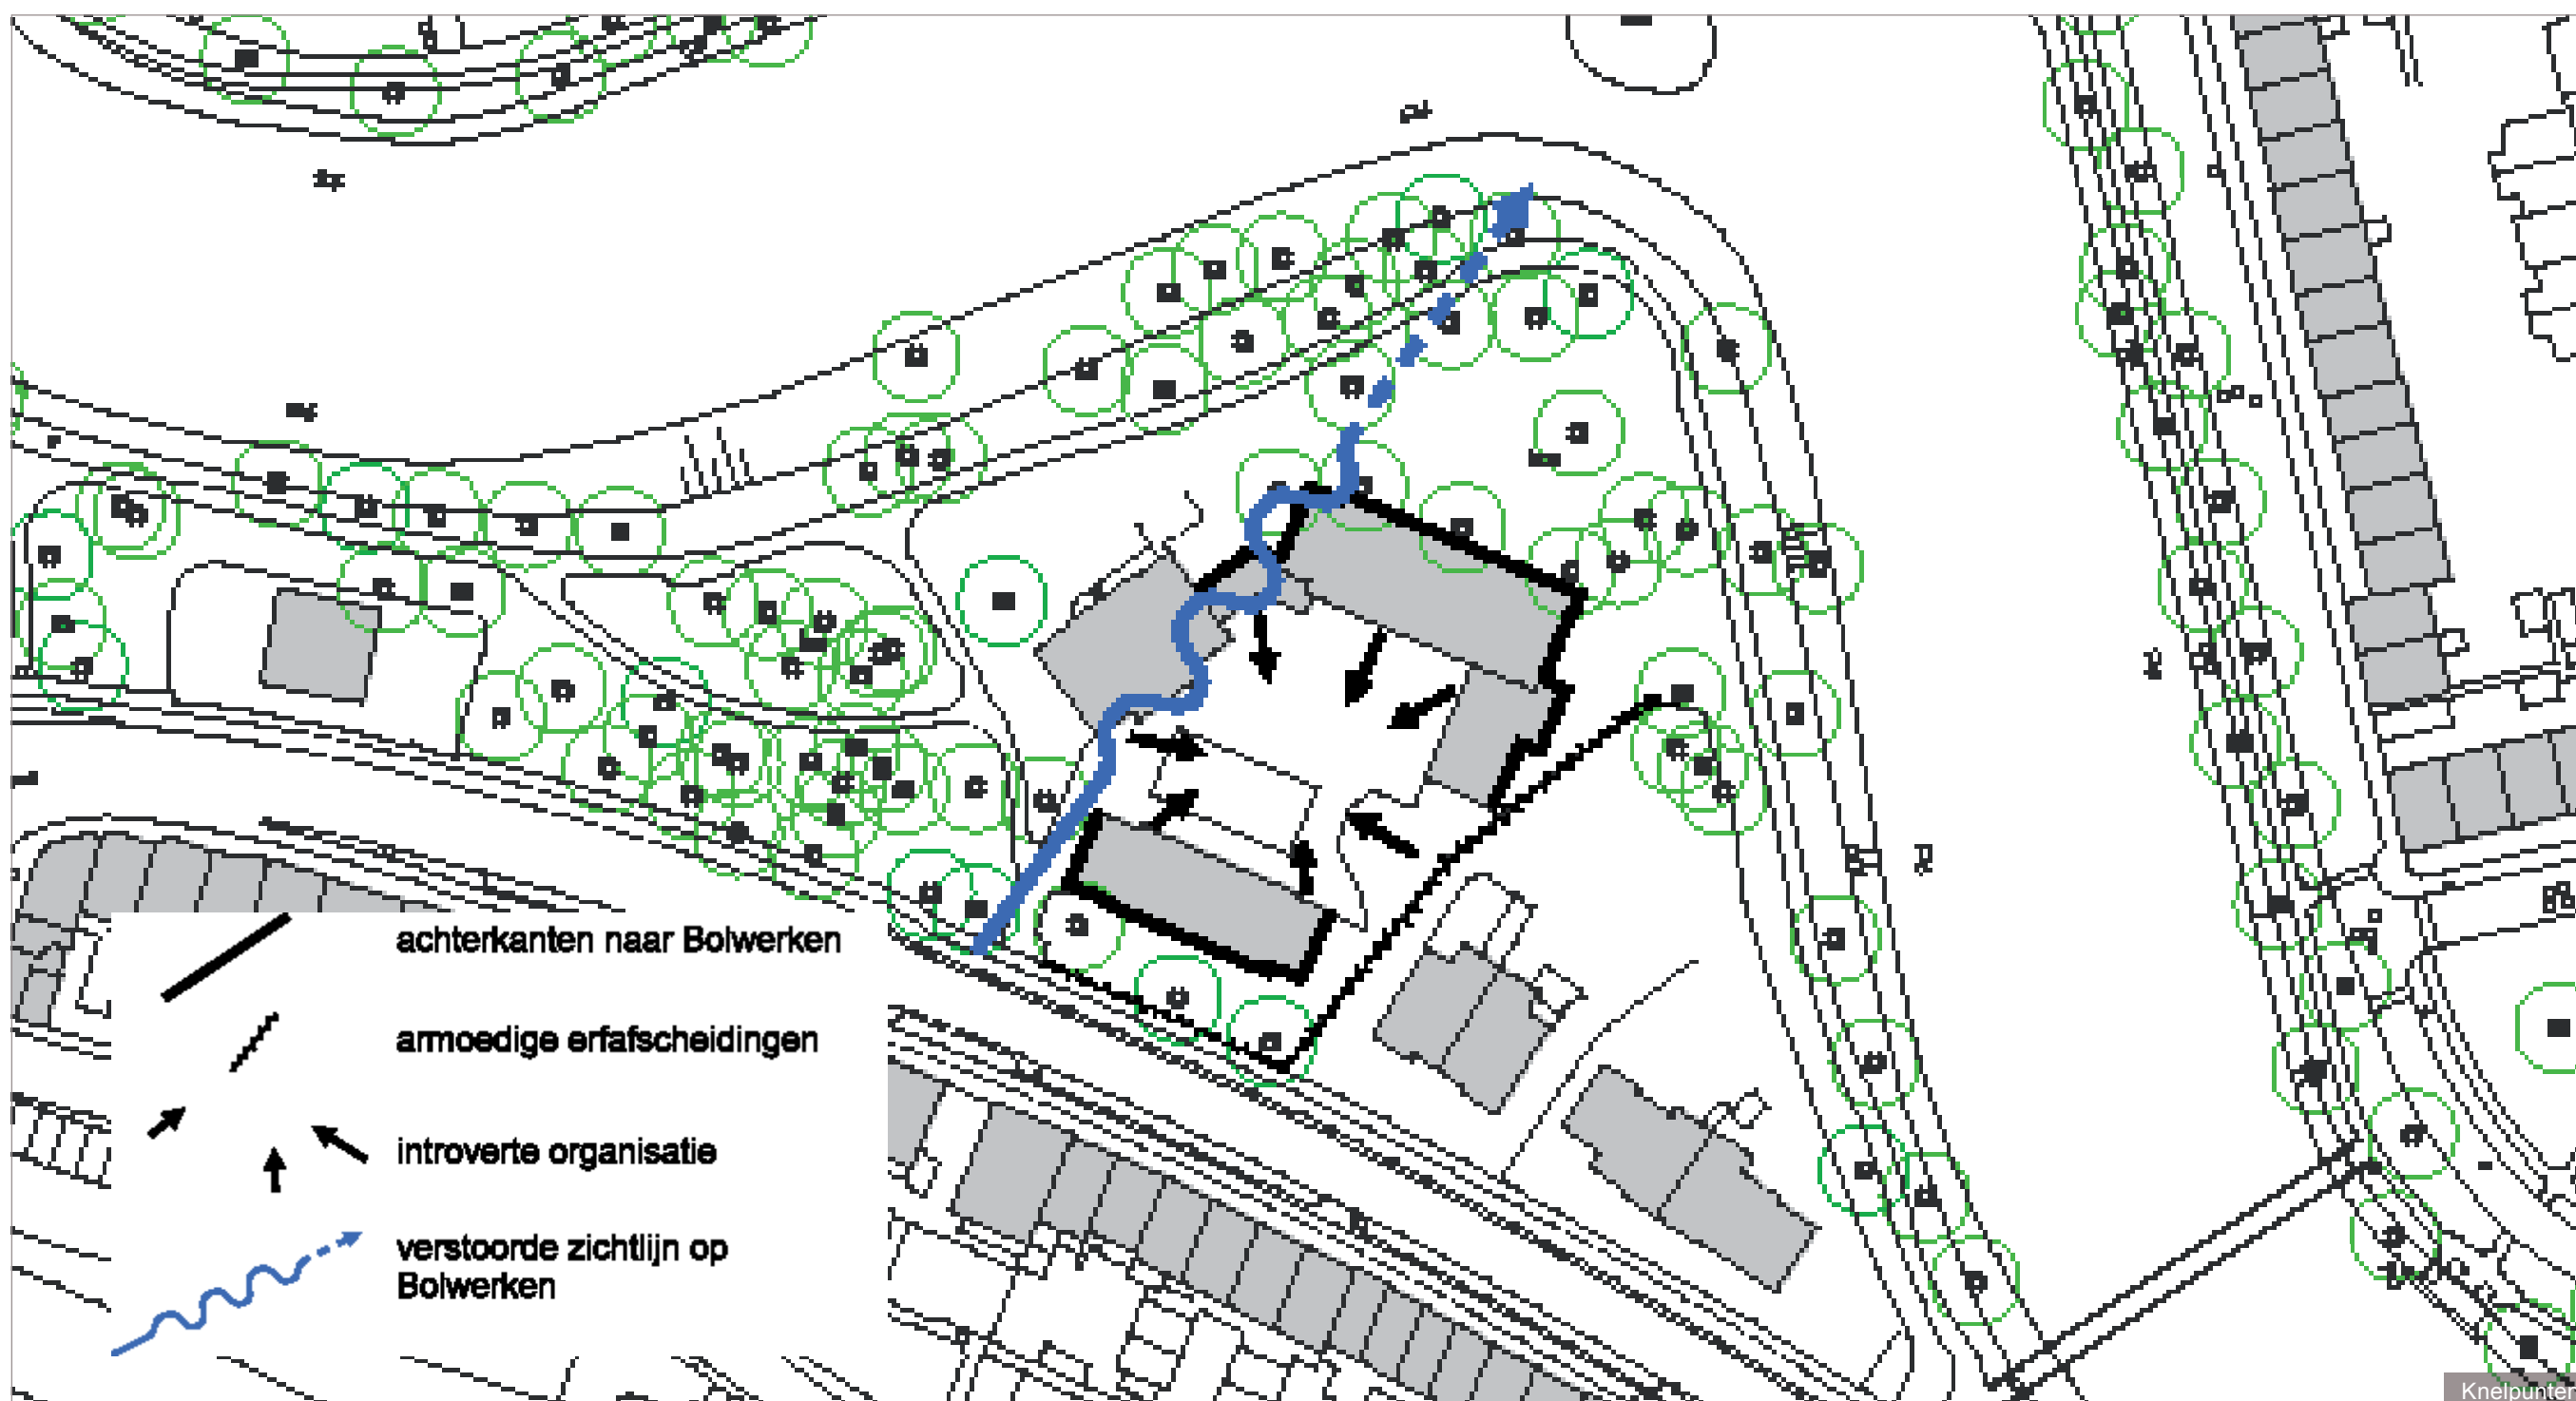 achterkanten naar Bolwerken
armoedige erfafscheidingen
introverte organisatie
verstoorde zichtlijn op
Bolwerken
Knelpunten